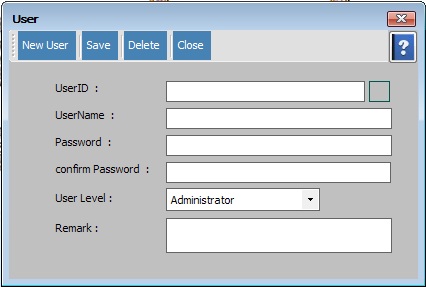 User
New User Save Delete Close ?
UserID :
UserName :
Password :
confirm Password :
User Level : Administrator
Remark :